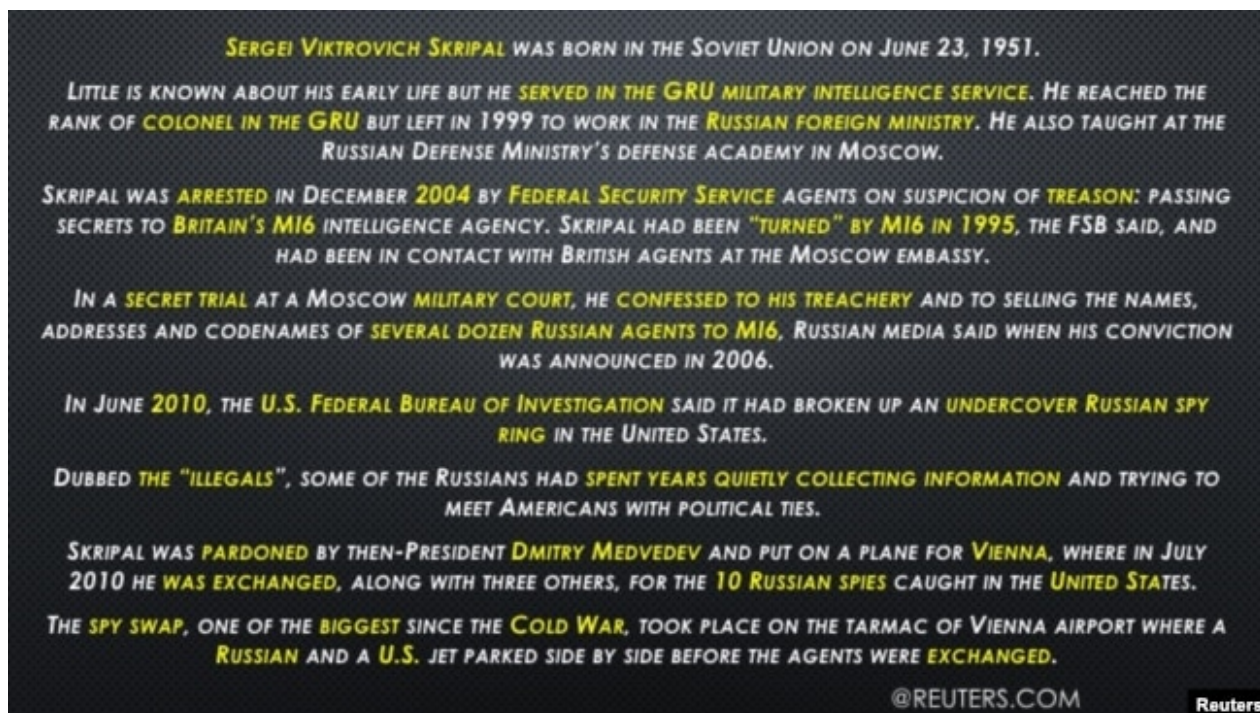 SERGEI VIKTROVICH SKRIPAL WAS BORN IN THE SOVIET UNION ON JUNE 23, 1951.
LITTLE IS KNOWN ABOUT HIS EARLY LIFE BUT HE SERVED IN THE GRU MILITARY INTELLIGENCE SERVICE. HE REACHED THE
RANK OF COLONEL IN THE GRU BUT LEFT IN 1999 TO WORK IN THE RUSSIAN FOREIGN MINISTRY. HE ALSO TAUGHT AT THE
RUSSIAN DEFENSE MINISTRY'S DEFENSE ACADEMY IN MOSCOW.
SKRIPAL WAS ARRESTED IN DECEMBER 2004 BY FEDERAL SECURITY SERVICE AGENTS ON SUSPICION OF TREASON: PASSING
SECRETS TO BRITAIN'S MI6 INTELLIGENCE AGENCY. SKRIPAL HAD BEEN "TURNED" BY MI6 IN 1995, THE FSB SAID, AND
HAD BEEN IN CONTACT WITH BRITISH AGENTS AT THE MOSCOW EMBASSY.
IN A SECRET TRIAL AT A MOSCOW MILITARY COURT, HE CONFESSED TO HIS TREACHERY AND TO SELLING THE NAMES,
ADDRESSES AND CODENAMES OF SEVERAL DOZEN RUSSIAN AGENTS TO MI6, RUSSIAN MEDIA SAID WHEN HIS CONVICTION
WAS ANNOUNCED IN 2006.
IN JUNE 2010, THE U.S. FEDERAL BUREAU OF INVESTIGATION SAID IT HAD BROKEN UP AN UNDERCOVER RUSSIAN SPY
RING IN THE UNITED STATES.
DUBBED THE "ILLEGALS", SOME OF THE RUSSIANS HAD SPENT YEARS QUIETLY COLLECTING INFORMATION AND TRYING TO
MEET AMERICANS WITH POLITICAL TIES.
SKRIPAL WAS PARDONED BY THEN-PRESIDENT DMITRY MEDVEDEV AND PUT ON A PLANE FOR VIENNA, WHERE IN JULY
2010 HE WAS EXCHANGED, ALONG WITH THREE OTHERS, FOR THE 10 RUSSIAN SPIES CAUGHT IN THE UNITED STATES.
THE SPY SWAP, ONE OF THE BIGGEST SINCE THE COLD WAR, TOOK PLACE ON THE TARMAC OF VIENNA AIRPORT WHERE A
RUSSIAN AND A U.S. JET PARKED SIDE BY SIDE BEFORE THE AGENTS WERE EXCHANGED.
@REUTERS.COM
Reuters